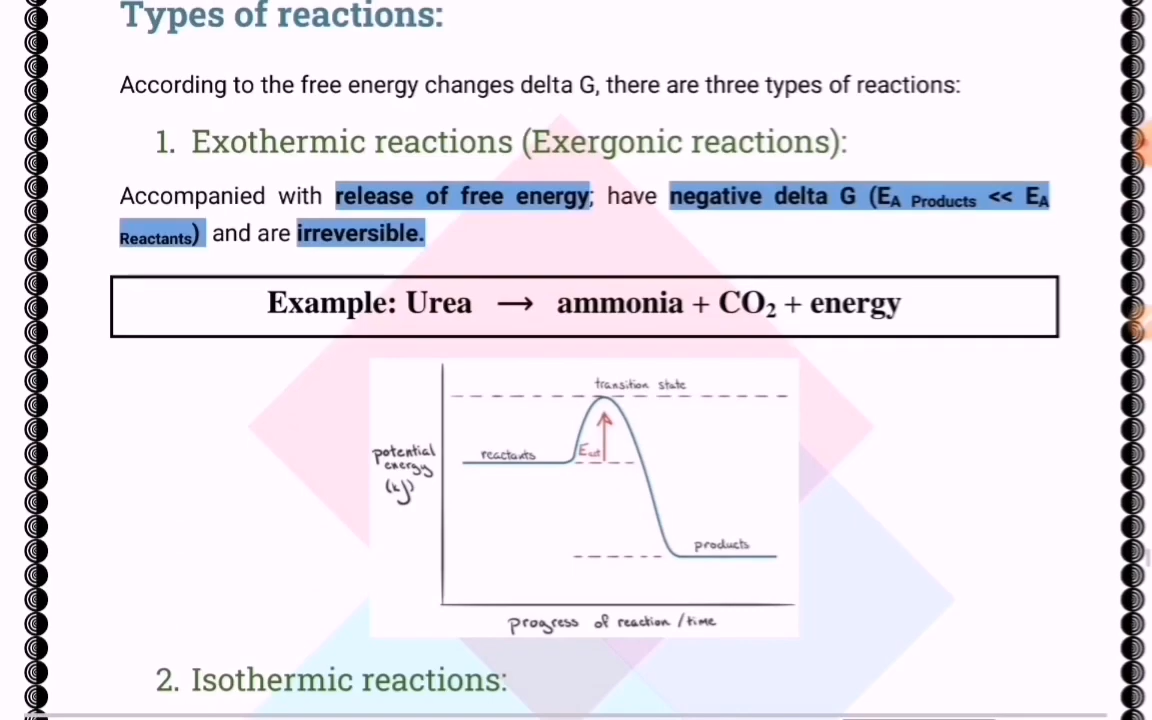 Types of reactions:
According to the free energy changes delta G, there are three types of reactions:
1. Exothermic reactions (Exergonic reactions):
Accompanied with release of free energy; have negative delta G (EA Products << EA
Reactants) and are irreversible.
Example: Urea → ammonia + CO₂ + energy
transition state
potential
energy
(kJ)
reactants
Eact
products
progress of reaction / time
2. Isothermic reactions: